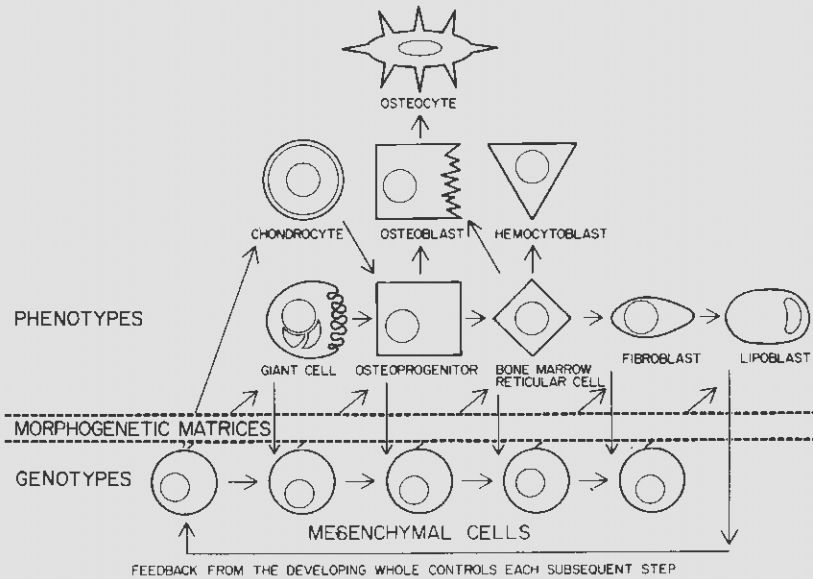 OSTEOCYTE
CHONDROCYTE
OSTEOBLAST
HEMOCYTOBLAST
PHENOTYPES
GIANT CELL
OSTEOPROGENITOR
BONE MARROW
RETICULAR CELL
FIBROBLAST
LIPOBLAST
MORPHOGENETIC MATRICES
GENOTYPES
MESENCHYMAL CELLS
FEEDBACK FROM THE DEVELOPING WHOLE CONTROLS EACH SUBSEQUENT STEP